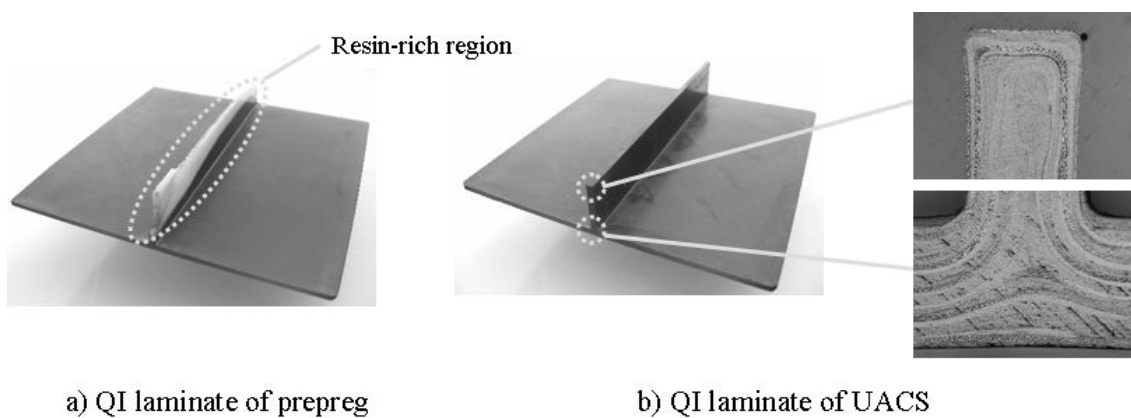 Resin-rich region
a) QI laminate of prepreg
b) QI laminate of UACS